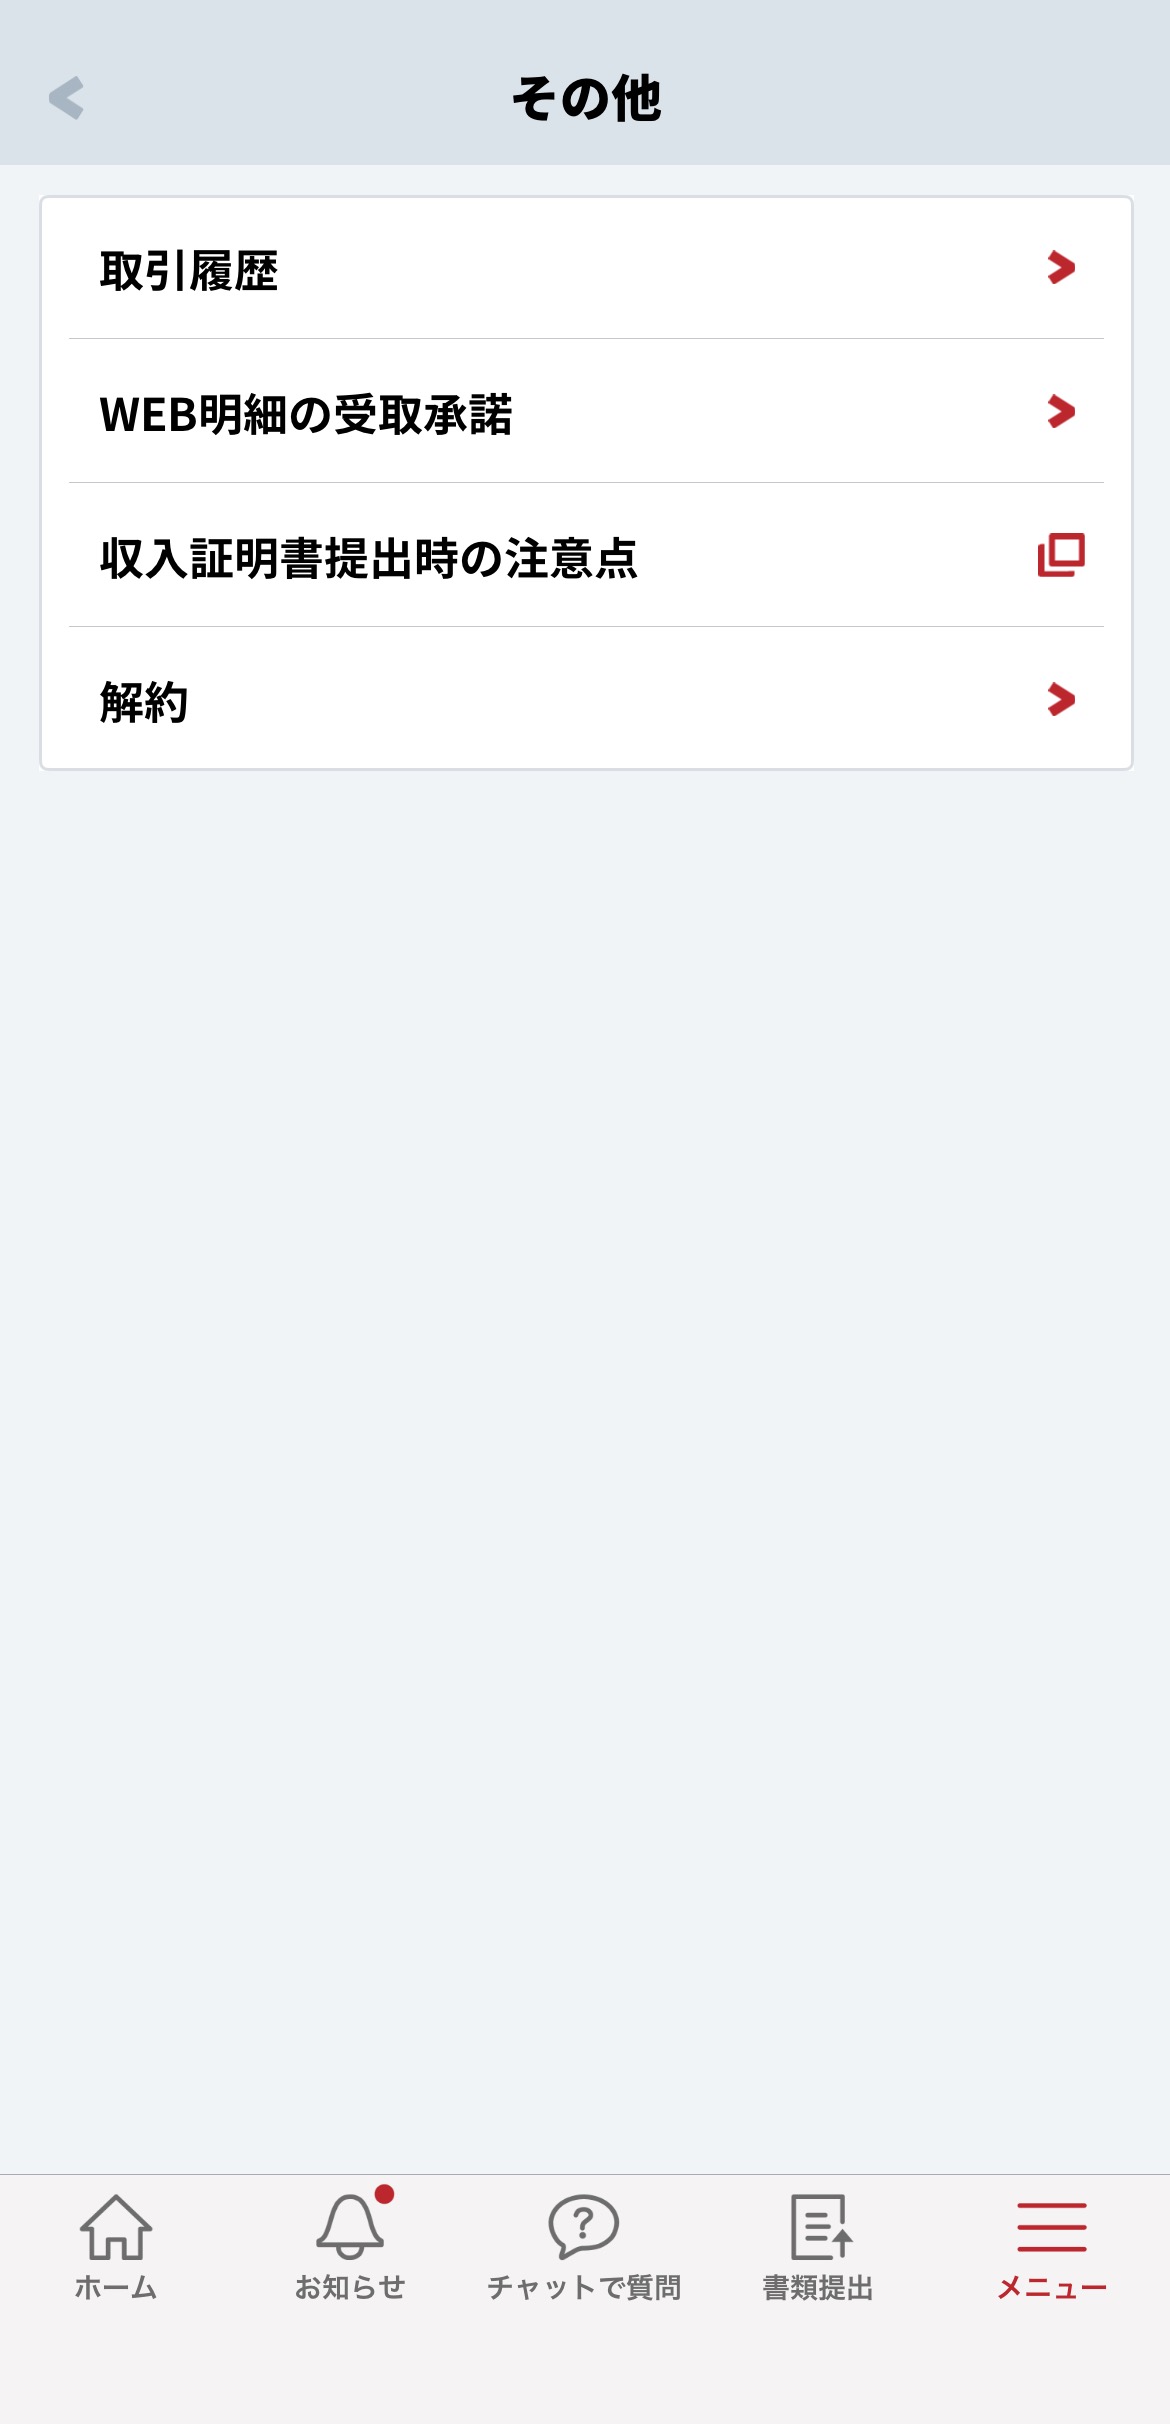 その他
取引履歴
WEB明細の受取承諾
収入証明書提出時の注意点
解約
ホーム
お知らせ
チャットで質問
書類提出
メニュー